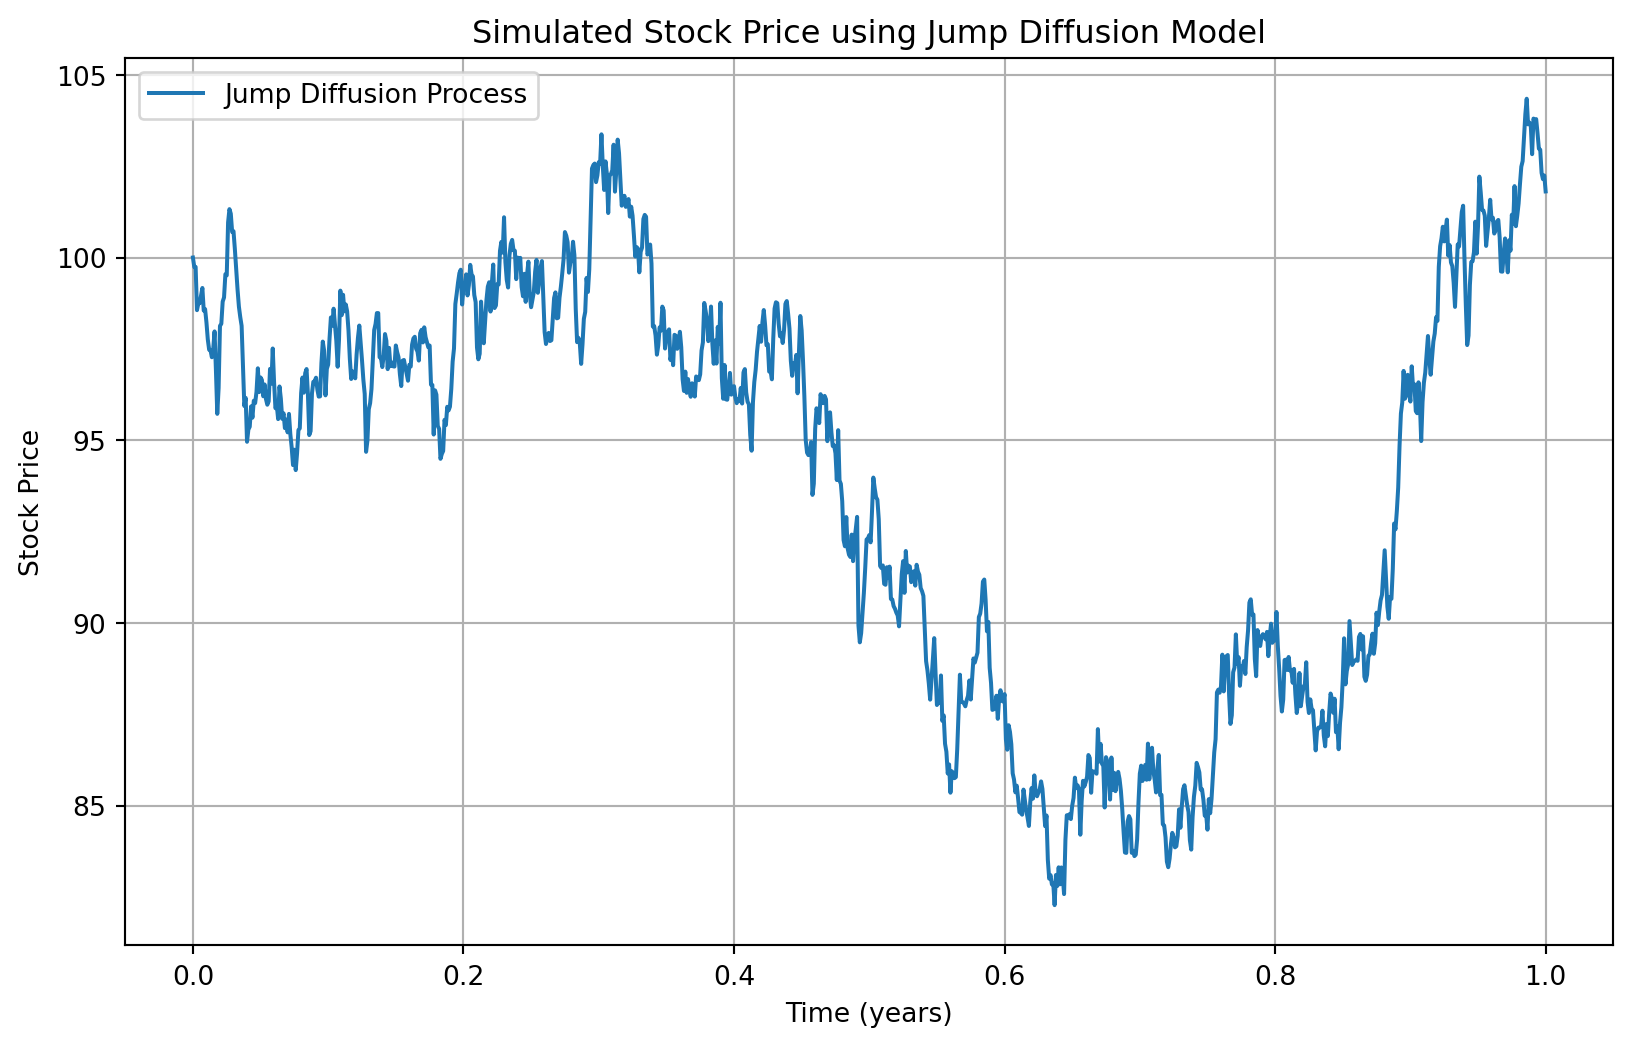 Simulated Stock Price using Jump Diffusion Model
Jump Diffusion Process
Stock Price
105
100
95
90
85
0.0 0.2 0.4 0.6 0.8 1.0
Time (years)